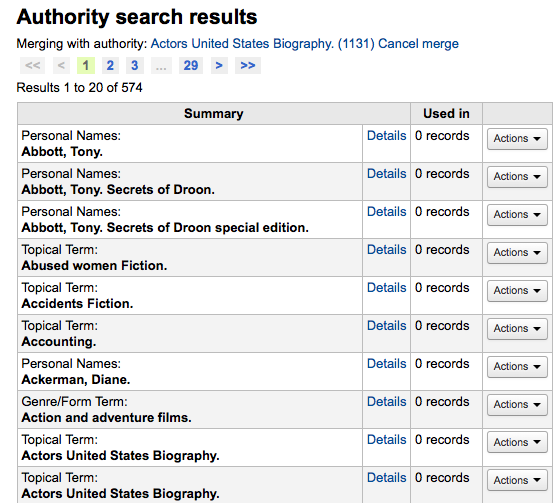 Authority search results
Merging with authority: Actors United States Biography. (1131) Cancel merge
<< < 1 2 3 ... 29 > >>
Results 1 to 20 of 574
Summary Used in
Personal Names: Details 0 records Actions
Abbott, Tony.
Personal Names: Details 0 records Actions
Abbott, Tony. Secrets of Droon.
Personal Names: Details 0 records Actions
Abbott, Tony. Secrets of Droon special edition.
Topical Term: Details 0 records Actions
Abused women Fiction.
Topical Term: Details 0 records Actions
Accidents Fiction.
Topical Term: Details 0 records Actions
Accounting.
Personal Names: Details 0 records Actions
Ackerman, Diane.
Genre/Form Term: Details 0 records Actions
Action and adventure films.
Topical Term: Details 0 records Actions
Actors United States Biography.
Topical Term: Details 0 records Actions
Actors United States Biography.